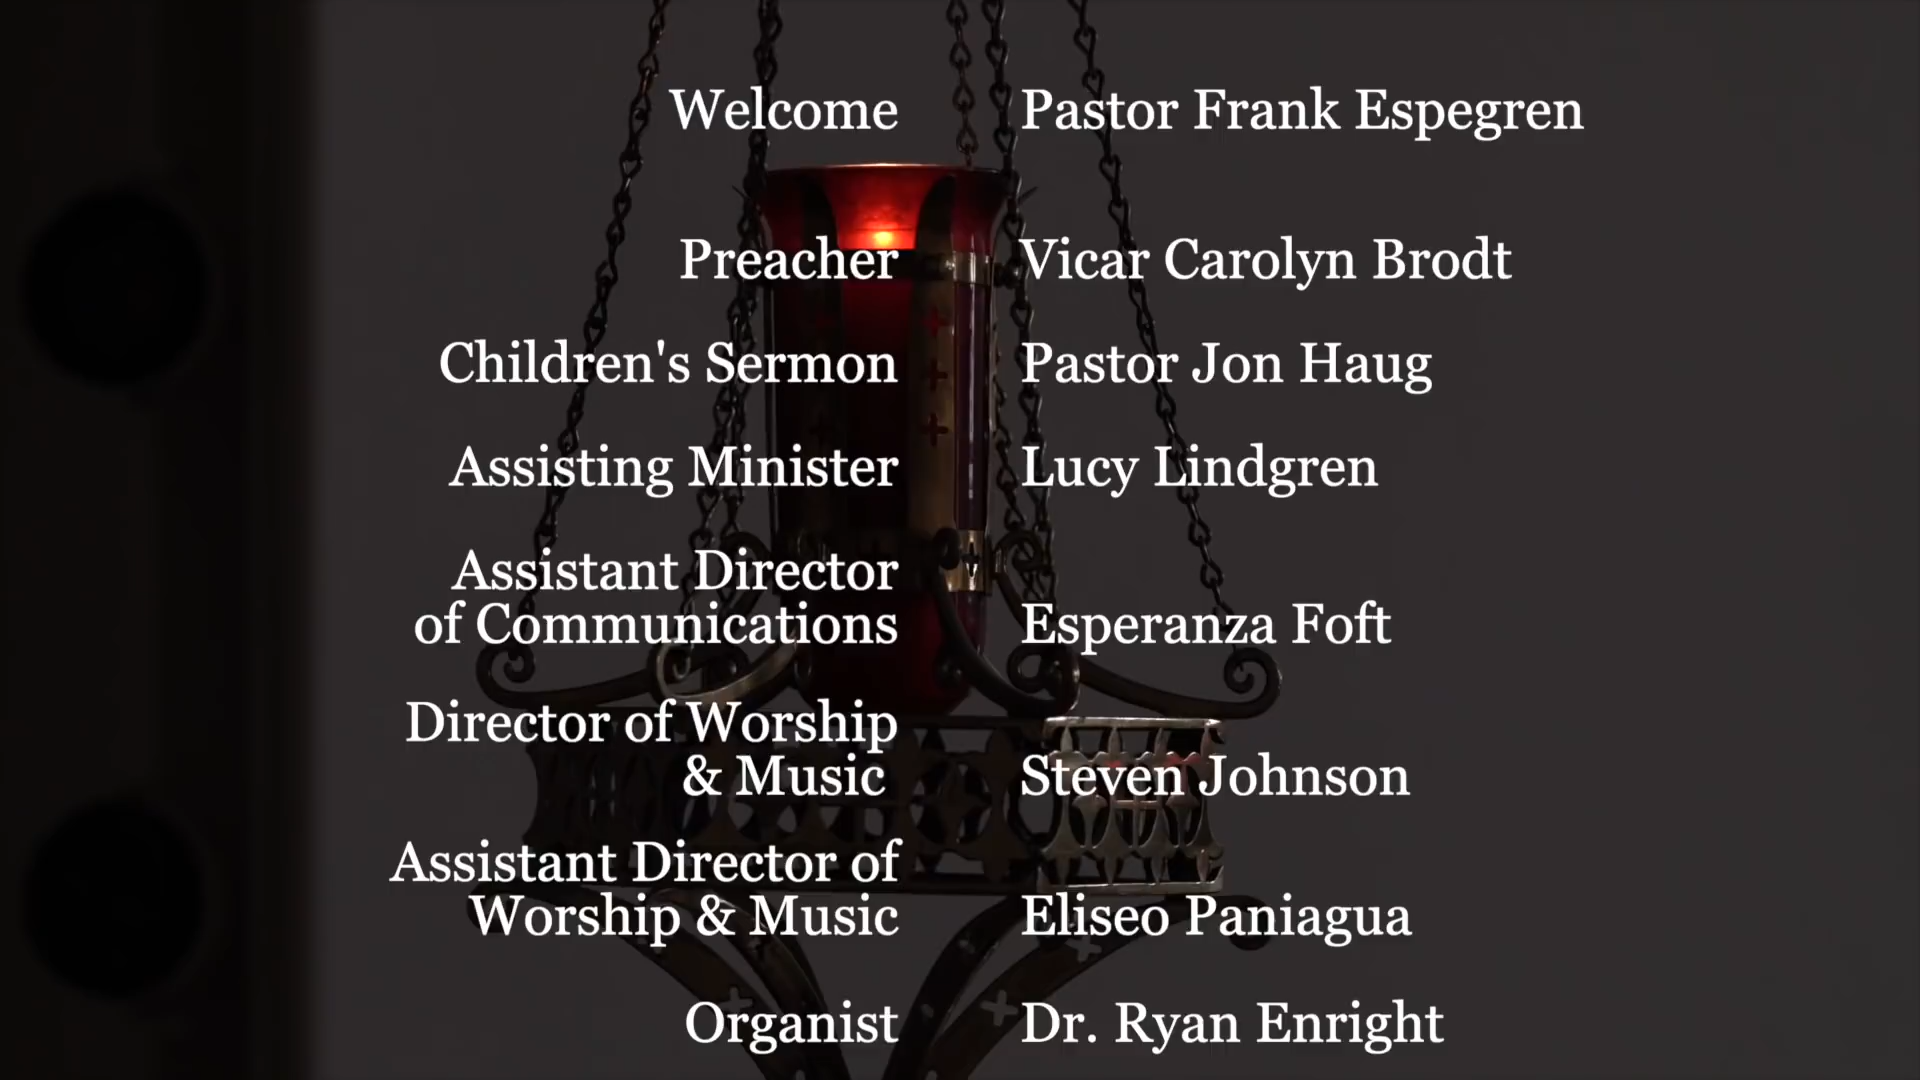 Welcome Pastor Frank Espegren
Preacher Vicar Carolyn Brodt
Children's Sermon Pastor Jon Haug
Assisting Minister Lucy Lindgren
Assistant Director
of Communications Esperanza Foft
Director of Worship
& Music Steven Johnson
Assistant Director of
Worship & Music Eliseo Paniagua
Organist Dr. Ryan Enright